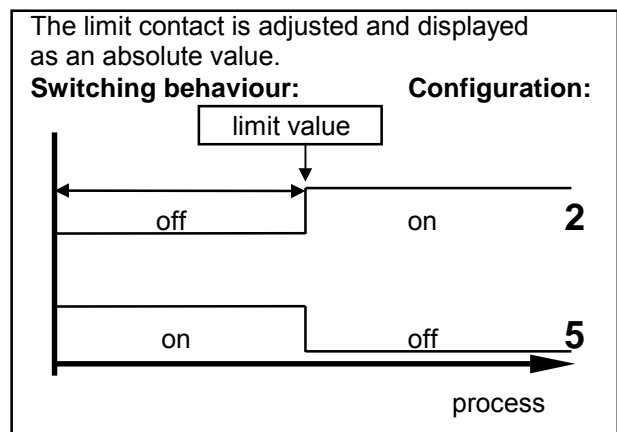 The limit contact is adjusted and displayed
as an absolute value.
Switching behaviour: Configuration:
limit value
off on 2
on off 5
process